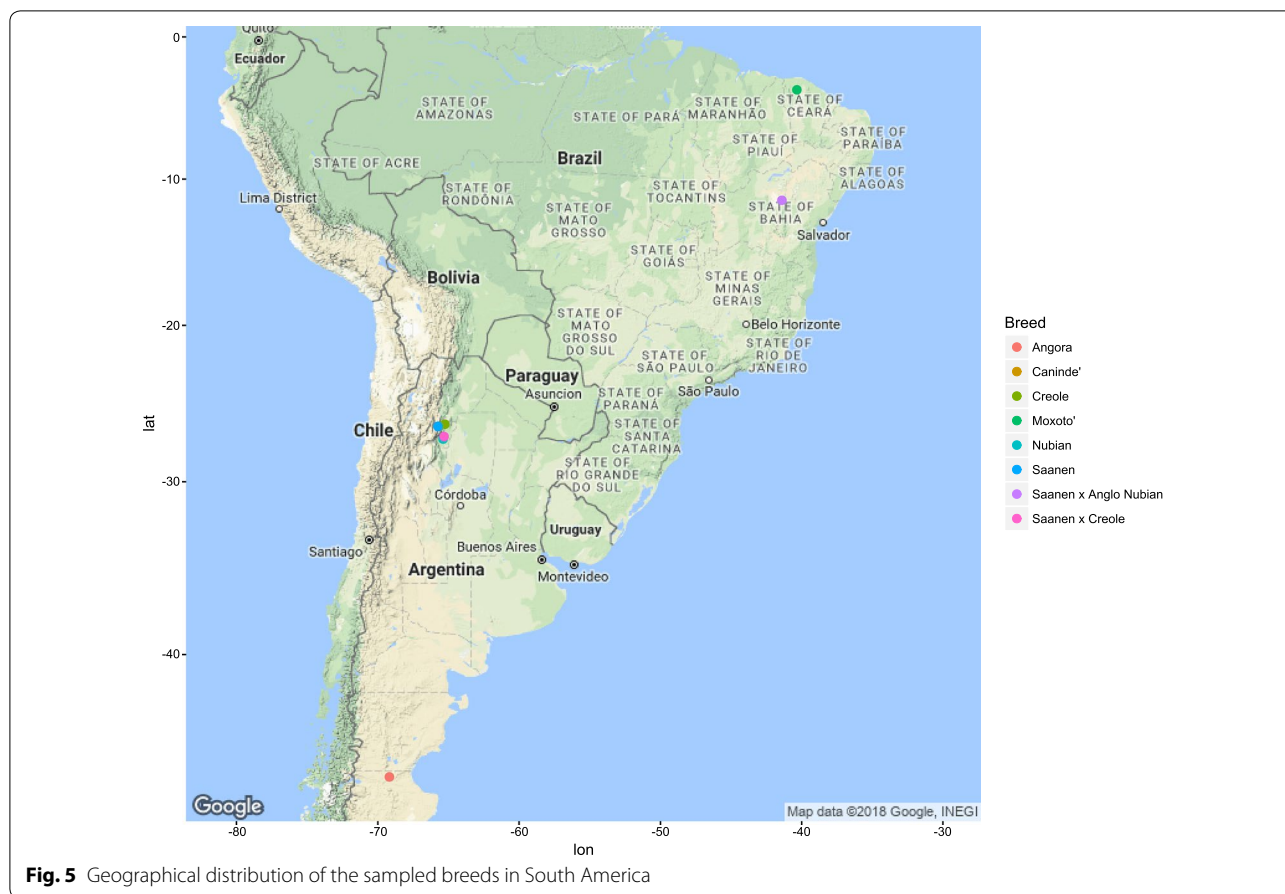 Quito
Ecuador
STATE OF
AMAZONAS
STATE OF PARÁ
STATE OF
MARANHÃO
STATE OF
CEARÁ
STATE OF
PIAUÍ
STATE OF
PARAÍBA
STATE OF ACRE
Brazil
STATE OF
ALAGOAS
STATE OF
RONDÔNIA
STATE OF
TOCANTINS
Lima District
STATE OF
MATO
GROSSO
STATE OF
BAHIA
Salvador
STATE OF
GOIÁS
Bolivia
STATE OF
MINAS
GERAIS
STATE OF
MATO
GROSSO
DO SUL
Belo Horizonte
STATE OF
RIO DE
JANEIRO
STATE OF
SÃO PAULO
São Paulo
Paraguay
Asuncion
STATE OF
PARANÁ
Chile
STATE OF
SANTA
CATARINA
STATE OF
RIO GRANDE
DO SUL
Córdoba
Uruguay
Santiago
Buenos Aires
Montevideo
Argentina
Google
Map data ©2018 Google, INEGI
0
-10
-20
-30
-40
lat
-80
-70
-60
-50
-40
-30
lon
Breed
Angora
Caninde'
Creole
Moxoto'
Nubian
Saanen
Saanen x Anglo Nubian
Saanen x Creole
Fig. 5 Geographical distribution of the sampled breeds in South America